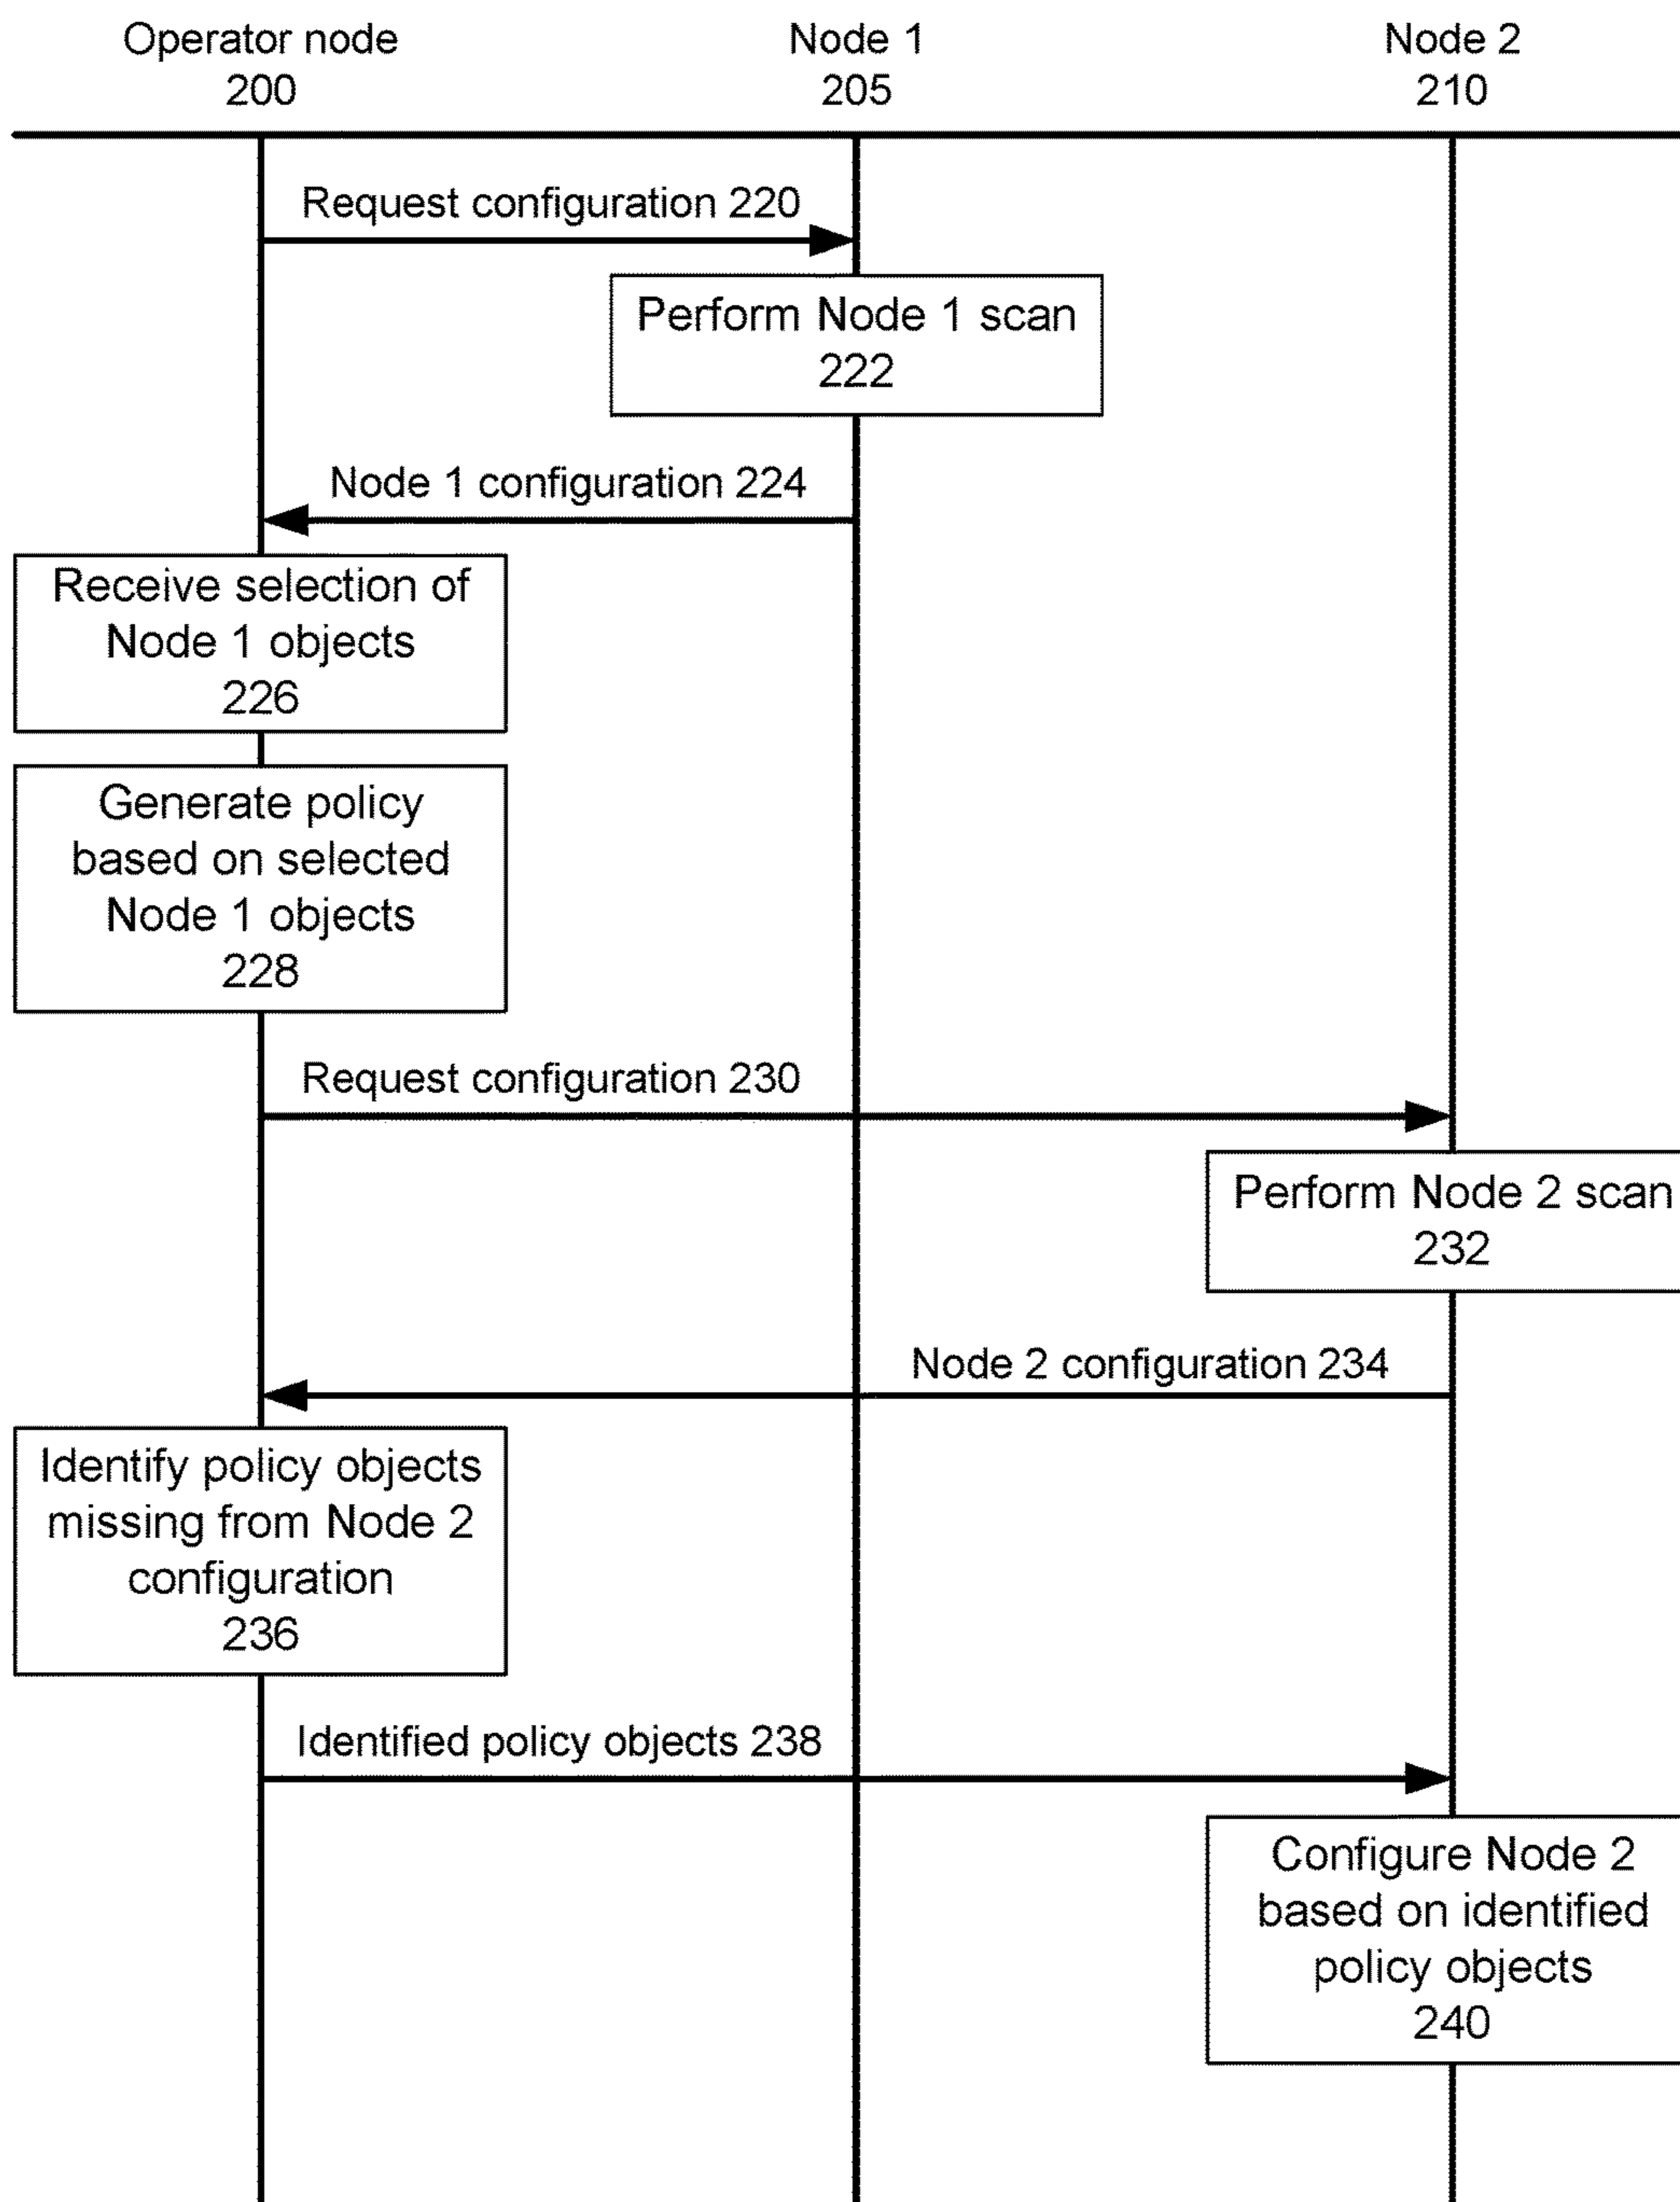 Operator node
200
Node 1
205
Node 2
210
Request configuration 220
Perform Node 1 scan
222
Node 1 configuration 224
Receive selection of
Node 1 objects
226
Generate policy
based on selected
Node 1 objects
228
Request configuration 230
Perform Node 2 scan
232
Node 2 configuration 234
Identify policy objects
missing from Node 2
configuration
236
Identified policy objects 238
Configure Node 2
based on identified
policy objects
240